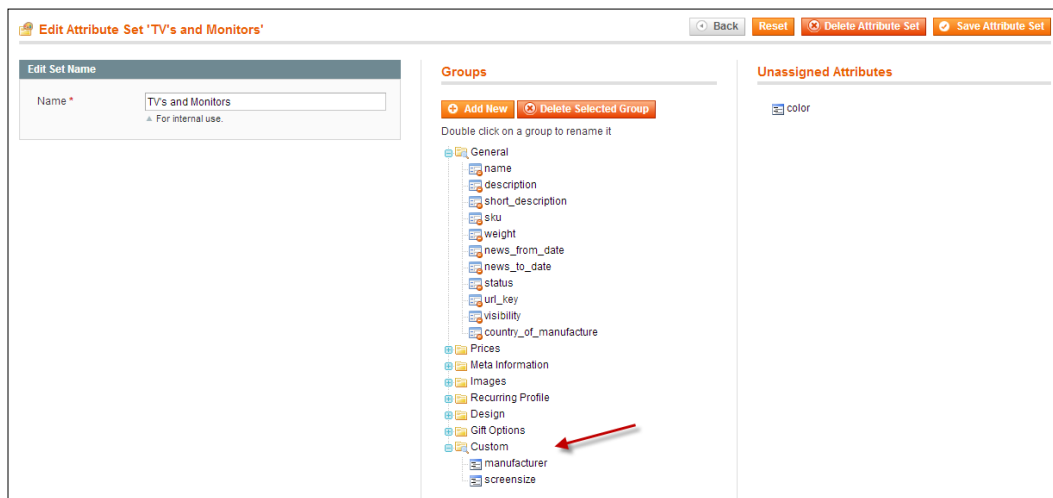 Edit Attribute Set 'TV's and Monitors'
Back
Reset
Delete Attribute Set
Save Attribute Set
Edit Set Name
Name *
TV's and Monitors
For internal use.
Groups
Add New
Delete Selected Group
Double click on a group to rename it
General
name
description
short_description
sku
weight
news_from_date
news_to_date
status
url_key
visibility
country_of_manufacture
Prices
Meta Information
Images
Recurring Profile
Design
Gift Options
Custom
manufacturer
screensize
Unassigned Attributes
color